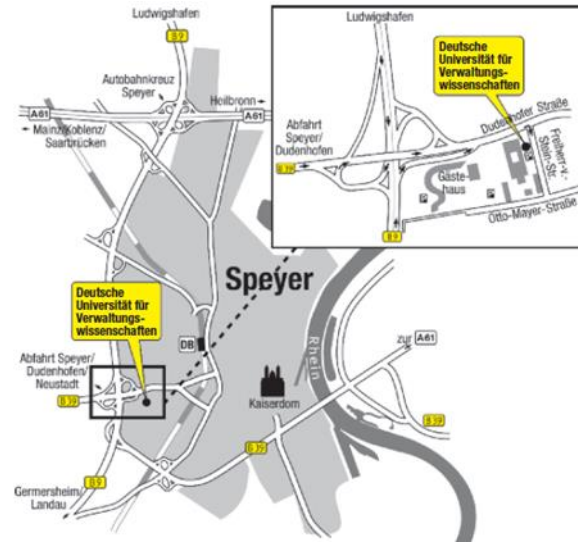 Ludwigshafen
B9
Autobahnkreuz
Speyer
Heilbronn
A61
A61
Mainz/Koblenz/
Saarbrücken
Speyer
Deutsche
Universität für
Verwaltungs-
wissenschaften
DB
Abfahrt Speyer/
Dudenhofen/
Neustadt
B39
Kaiserdom
Rhein
zur A61
B39
B39
B9
Germersheim/
Landau
Ludwigshafen
Deutsche
Universität für
Verwaltungs-
wissenschaften
Abfahrt
Speyer/
Dudenhofen
B39
Dudenhofer Straße
Freiherr-v.-
Stein-Str.
Gäste-
haus
P
P
P
Otto-Mayer-Straße
B9